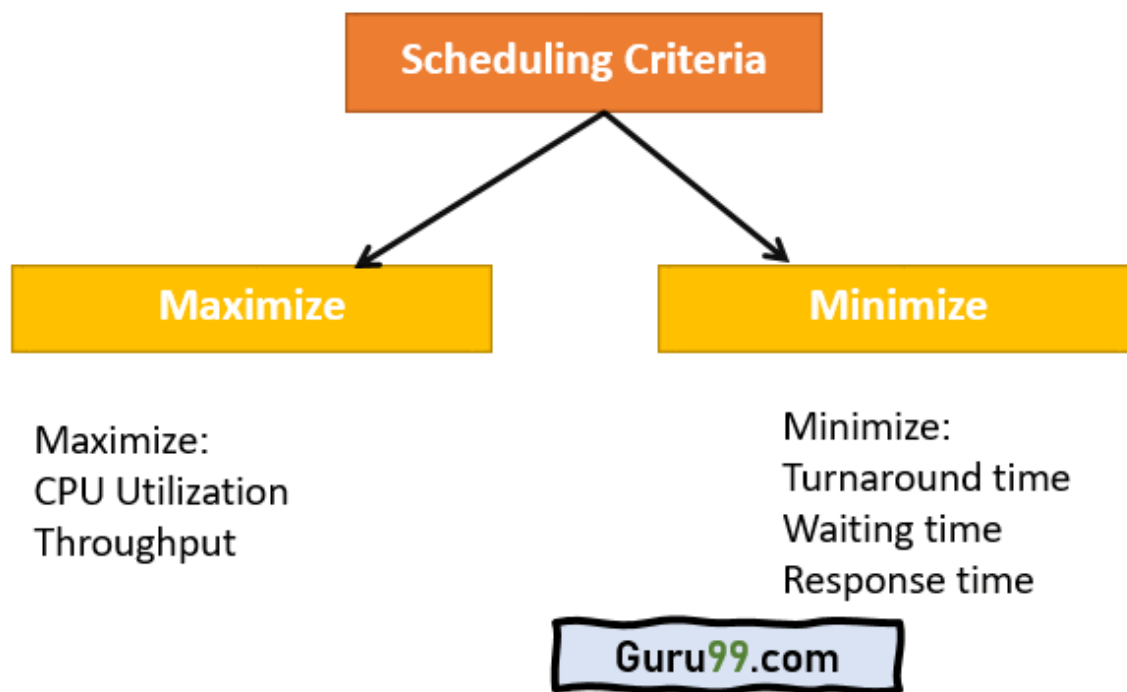 Scheduling Criteria
Maximize
Minimize
Maximize:
CPU Utilization
Throughput
Minimize:
Turnaround time
Waiting time
Response time
Guru99.com